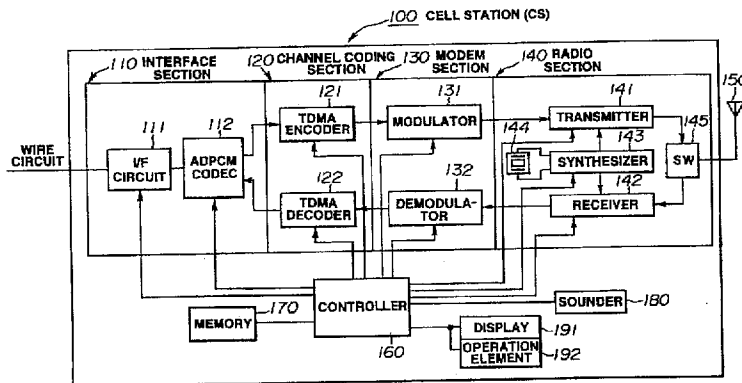 100 CELL STATION (CS)
110 INTERFACE SECTION
120 CHANNEL CODING SECTION
130 MODEM SECTION
140 RADIO SECTION
150
WIRE CIRCUIT
111
I/F CIRCUIT
112
ADPCM CODEC
121
TDMA ENCODER
122
TDMA DECODER
131
MODULATOR
132
DEMODULA-
TOR
141
TRANSMITTER
144
143
SYNTHESIZER
142
RECEIVER
145
SW
CONTROLLER
160
170
MEMORY
SOUNDER
180
DISPLAY
191
OPERATION ELEMENT
192